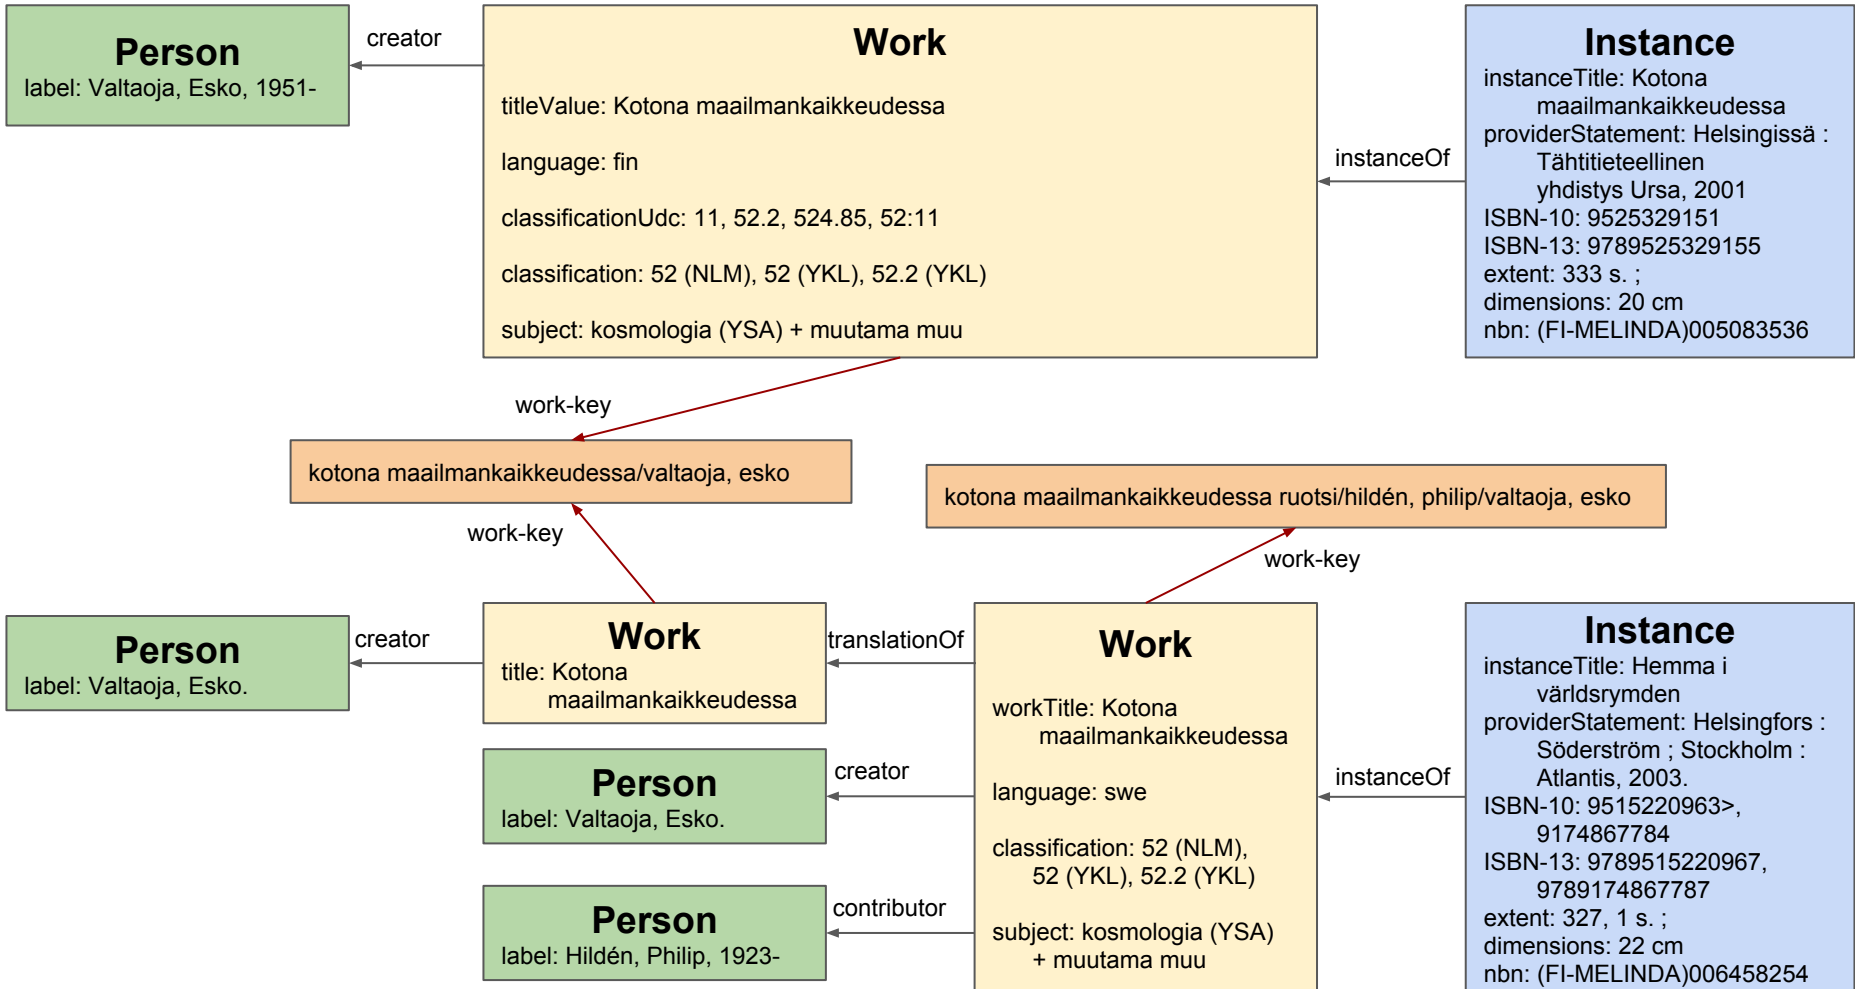 Person
label: Valtaoja, Esko, 1951-
creator
Work
titleValue: Kotona maailmankaikkeudessa
language: fin
classificationUdc: 11, 52.2, 524.85, 52:11
classification: 52 (NLM), 52 (YKL), 52.2 (YKL)
subject: kosmologia (YSA) + muutama muu
instanceOf
Instance
instanceTitle: Kotona
maailmankaikkeudessa
providerStatement: Helsingissä :
Tähtitieteellinen
yhdistys Ursa, 2001
ISBN-10: 9525329151
ISBN-13: 9789525329155
extent: 333 s. ;
dimensions: 20 cm
nbn: (FI-MELINDA)005083536
work-key
kotona maailmankaikkeudessa/valtaoja, esko
work-key
kotona maailmankaikkeudessa ruotsi/hildén, philip/valtaoja, esko
work-key
Person
label: Valtaoja, Esko.
creator
Work
title: Kotona
maailmankaikkeudessa
translationOf
Person
label: Valtaoja, Esko.
creator
Person
label: Hildén, Philip, 1923-
contributor
Work
workTitle: Kotona
maailmankaikkeudessa
language: swe
classification: 52 (NLM),
52 (YKL), 52.2 (YKL)
subject: kosmologia (YSA)
+ muutama muu
instanceOf
Instance
instanceTitle: Hemma i
världsrymden
providerStatement: Helsingfors :
Söderström ; Stockholm :
Atlantis, 2003.
ISBN-10: 9515220963>,
9174867784
ISBN-13: 9789515220967,
9789174867787
extent: 327, 1 s. ;
dimensions: 22 cm
nbn: (FI-MELINDA)006458254